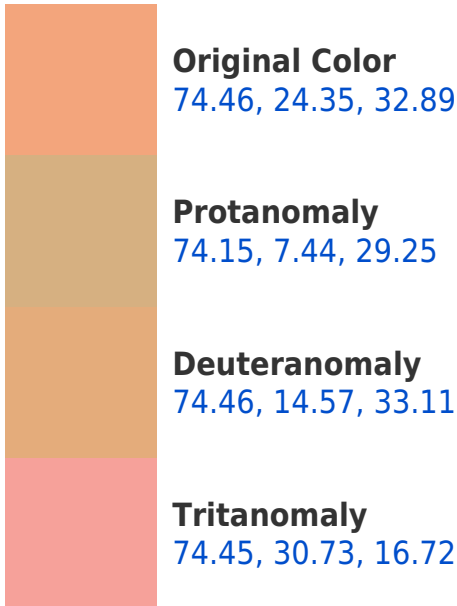 Original Color
74.46, 24.35, 32.89
Protanomaly
74.15, 7.44, 29.25
Deuteranomaly
74.46, 14.57, 33.11
Tritanomaly
74.45, 30.73, 16.72